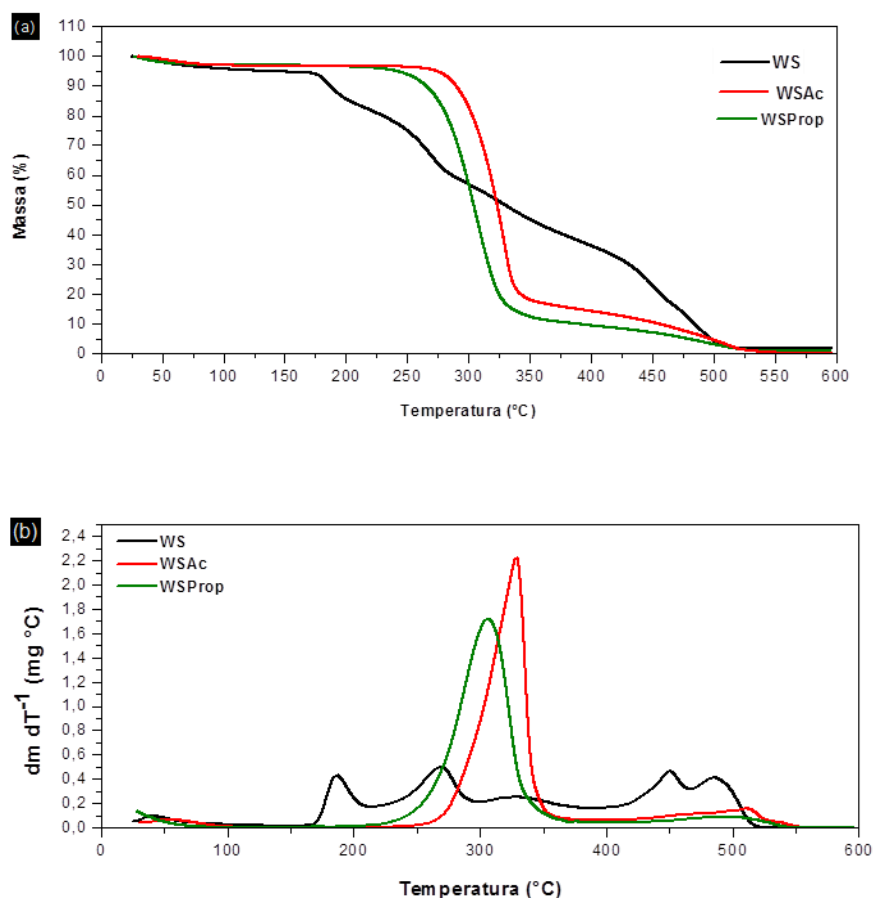 (a)
110
100
90
80
70
60
50
40
30
20
10
0
Massa (%)
WS
WSAc
WSProp
0 50 100 150 200 250 300 350 400 450 500 550 600
Temperatura (°C)
(b)
2,4
2,2
2,0
1,8
1,6
1,4
1,2
1,0
0,8
0,6
0,4
0,2
0,0
dm dT⁻¹ (mg °C)
WS
WSAc
WSProp
0 100 200 300 400 500 600
Temperatura (°C)